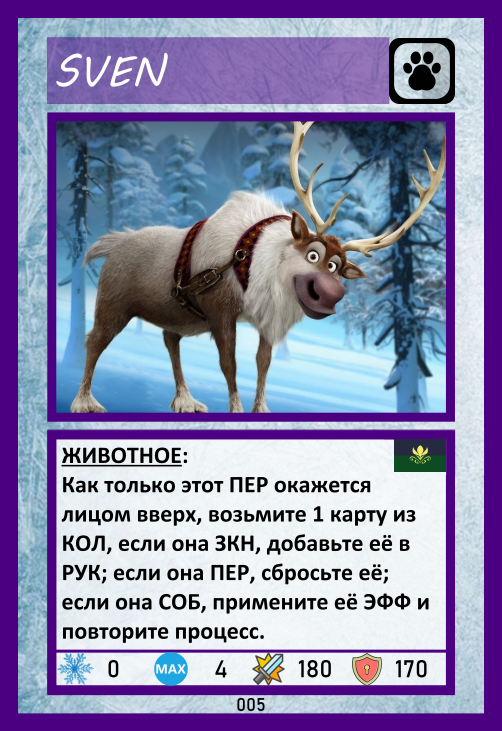 SVEN
ЖИВОТНОЕ:
Как только этот ПЕР окажется
лицом вверх, возьмите 1 карту из
КОЛ, если она ЗКН, добавьте её в
РУК; если она ПЕР, сбросьте её;
если она СОБ, примените её ЭФФ и
повторите процесс.
0 MAX 4 180 170
005